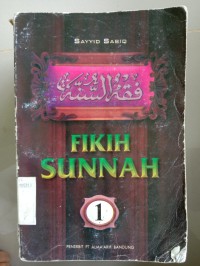 SAYYID SABIQ
فقه السنة
FIKIH
SUNNAH
1
PENERBIT PT ALMA'ARIF BANDUNG